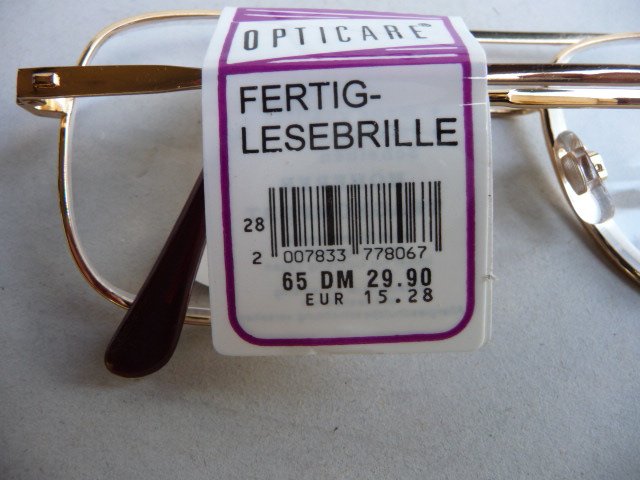 OPTICARE®
FERTIG-
LESEBRILLE
28
2 007833 778067
65 DM 29.90
EUR 15.28